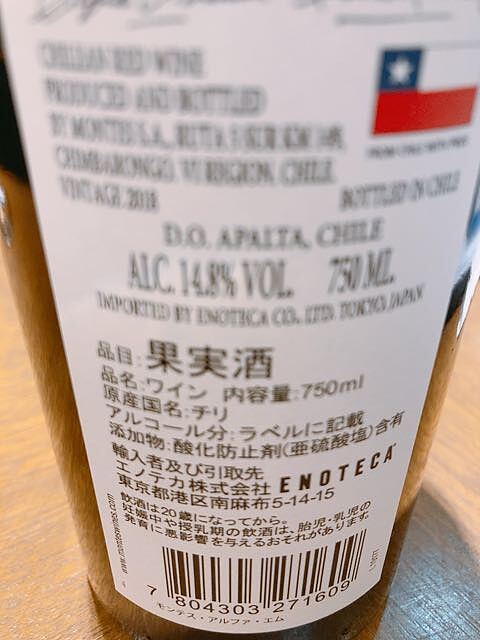 CHILEAN RED WINE
PRODUCED AND BOTTLED
BY MONTES S.A., RUTA 5 SUR KM
CHIMBARONGO, VI REGION, CHILE.
VINTAGE 2018
BOTTLED IN CHILE
D.O. APALTA, CHILE
ALC. 14.8% VOL. 750 ML.
IMPORTED BY ENOTECA CO., LTD. TOKYO, JAPAN
品目:果実酒
品名:ワイン 内容量:750ml
原産国名:チリ
アルコール分:ラベルに記載
添加物:酸化防止剤(亜硫酸塩)含有
輸入者及び引取先
エノテカ株式会社 ENOTECA
東京都港区南麻布5-14-15
飲酒は20歳になってから。
妊娠中や授乳期の飲酒は、胎児・乳児の
発育に悪影響を与えるおそれがあります。
7 804303 271609
モンテス・アルファ・エム